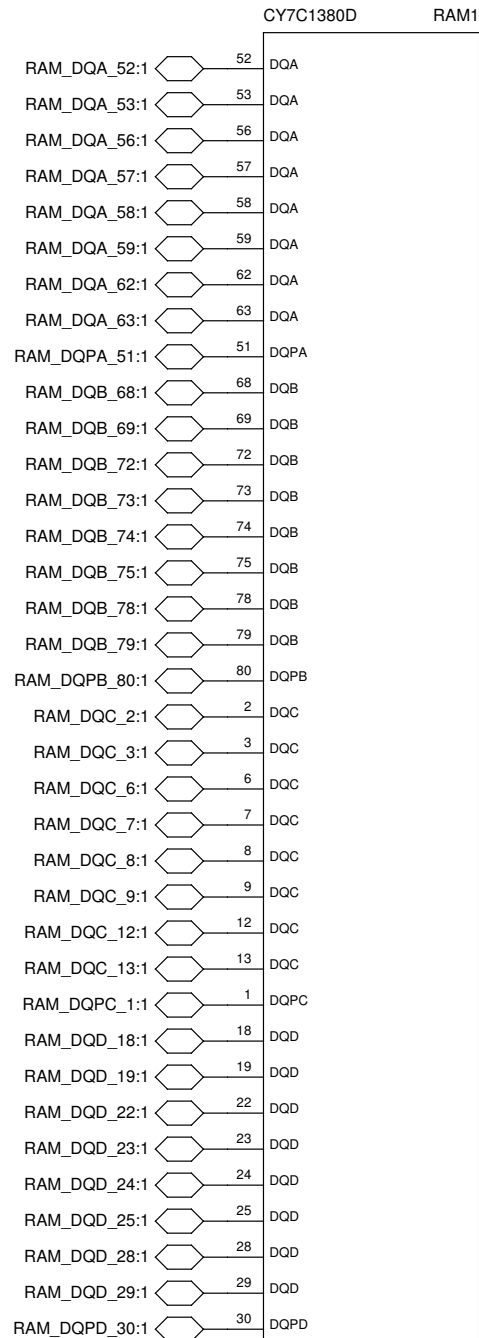 CY7C1380D RAM1
RAM_DQA_52:1 52 DQA
RAM_DQA_53:1 53 DQA
RAM_DQA_56:1 56 DQA
RAM_DQA_57:1 57 DQA
RAM_DQA_58:1 58 DQA
RAM_DQA_59:1 59 DQA
RAM_DQA_62:1 62 DQA
RAM_DQA_63:1 63 DQA
RAM_DQPA_51:1 51 DQPA
RAM_DQB_68:1 68 DQB
RAM_DQB_69:1 69 DQB
RAM_DQB_72:1 72 DQB
RAM_DQB_73:1 73 DQB
RAM_DQB_74:1 74 DQB
RAM_DQB_75:1 75 DQB
RAM_DQB_78:1 78 DQB
RAM_DQB_79:1 79 DQB
RAM_DQPB_80:1 80 DQPB
RAM_DQC_2:1 2 DQC
RAM_DQC_3:1 3 DQC
RAM_DQC_6:1 6 DQC
RAM_DQC_7:1 7 DQC
RAM_DQC_8:1 8 DQC
RAM_DQC_9:1 9 DQC
RAM_DQC_12:1 12 DQC
RAM_DQC_13:1 13 DQC
RAM_DQPC_1:1 1 DQPC
RAM_DQD_18:1 18 DQD
RAM_DQD_19:1 19 DQD
RAM_DQD_22:1 22 DQD
RAM_DQD_23:1 23 DQD
RAM_DQD_24:1 24 DQD
RAM_DQD_25:1 25 DQD
RAM_DQD_28:1 28 DQD
RAM_DQD_29:1 29 DQD
RAM_DQPD_30:1 30 DQPD